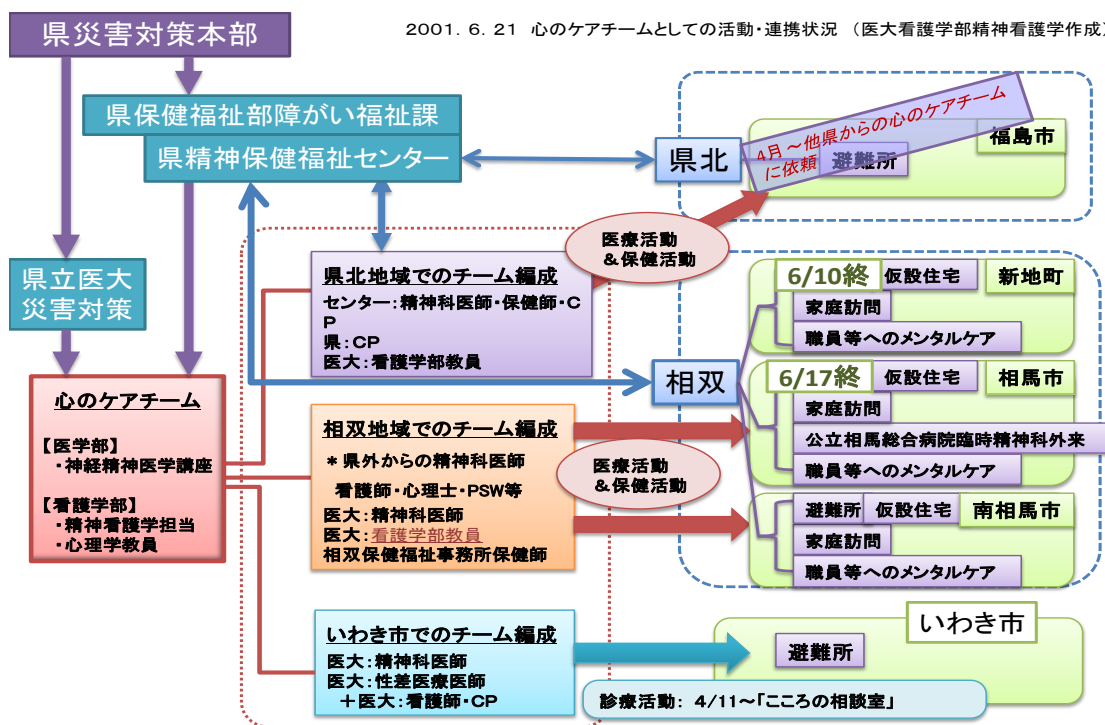 県災害対策本部
2001. 6. 21 心のケアチームとしての活動・連携状況 (医大看護学部精神看護学作成)
県保健福祉部障がい福祉課
県精神保健福祉センター
県立医大
災害対策
心のケアチーム
【医学部】
・神経精神医学講座
【看護学部】
・精神看護学担当
・心理学教員
県北地域でのチーム編成
センター:精神科医師・保健師・C
P
県:CP
医大:看護学部教員
相双地域でのチーム編成
*県外からの精神科医師
看護師・心理士・PSW等
医大:精神科医師
医大:看護学部教員
相双保健福祉事務所保健師
いわき市でのチーム編成
医大:精神科医師
医大:性差医療医師
+医大:看護師・CP
医療活動
&保健活動
医療活動
&保健活動
県北
4月~他県からの心のケアチーム
に依頼
避難所
福島市
相双
6/10終
仮設住宅
新地町
家庭訪問
職員等へのメンタルケア
6/17終
仮設住宅
相馬市
家庭訪問
公立相馬総合病院臨時精神科外来
職員等へのメンタルケア
避難所
仮設住宅
南相馬市
家庭訪問
職員等へのメンタルケア
いわき市
避難所
診療活動: 4/11~「こころの相談室」